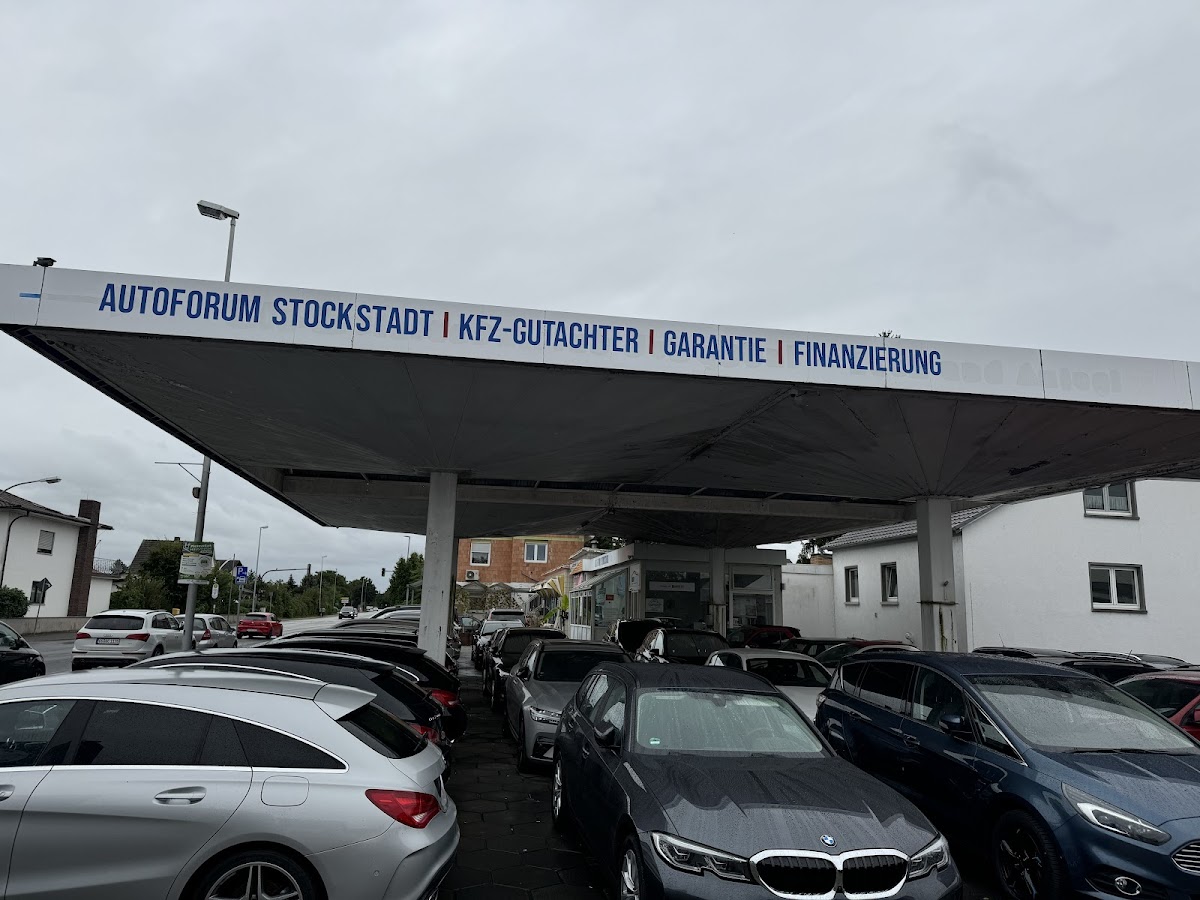 AUTOFORUM STOCKSTADT | KFZ-GUTACHTER | GARANTIE | FINANZIERUNG